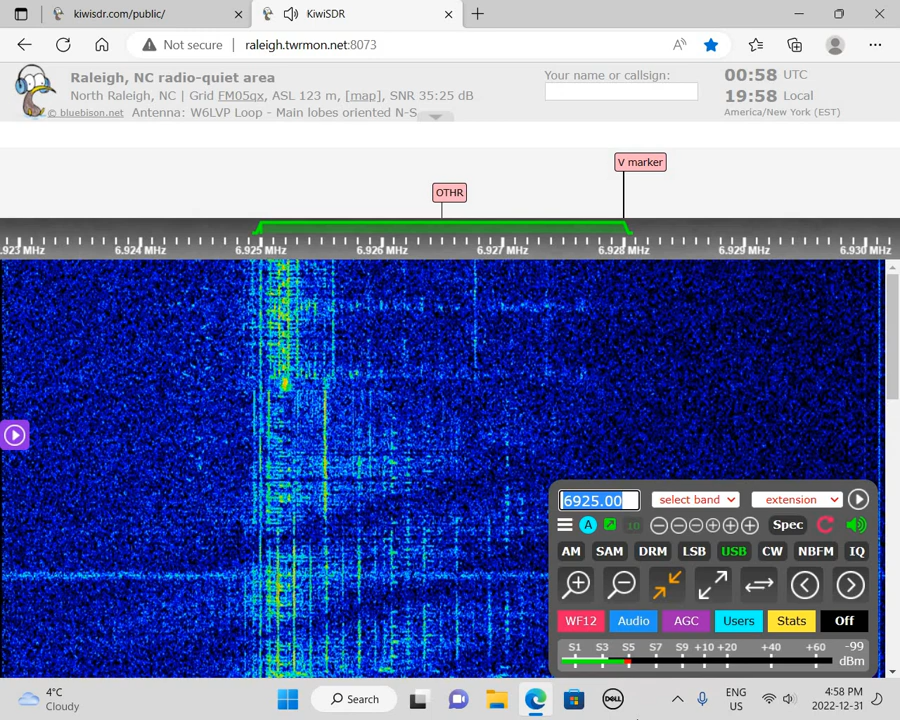 kiwisdr.com/public/
KiwiSDR
Not secure
raleigh.twrmon.net:8073
Raleigh, NC radio-quiet area
North Raleigh, NC | Grid FM05qx, ASL 123 m, [map], SNR 35:25 dB
© bluebison.net
Antenna: W6LVP Loop - Main lobes oriented N-S
Your name or callsign:
00:58 UTC
19:58 Local
America/New York (EST)
V marker
OTHR
.923 MHz 6.924 MHz 6.925 MHz 6.926 MHz 6.927 MHz 6.928 MHz 6.929 MHz 6.930 MHz
6925.00
select band
extension
A
10
Spec
AM SAM DRM LSB USB CW NBFM IQ
WF12 Audio AGC Users Stats Off
S1 S3 S5 S7 S9 +10 +20 +40 +60
-99
dBm
4°C
Cloudy
Search
DELL
ENG
US
4:58 PM
2022-12-31